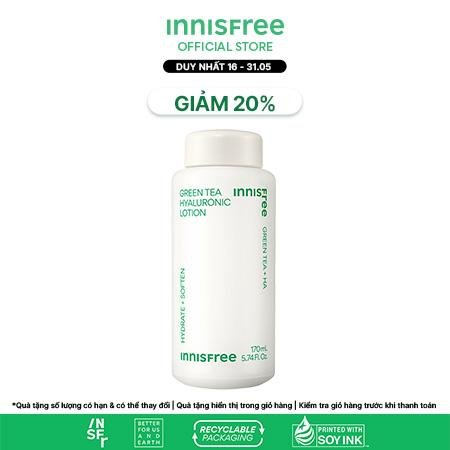 INNISFree
OFFICIAL STORE
DUY NHẤT 16 - 31.05
GIẢM 20%
GREEN TEA
HYALURONIC
LOTION
INNISFree
GREEN TEA + HA
HYDRATE + SOFTEN
170 mL
5.74 Fl. Oz.
INNISFree
*Quà tặng số lượng có hạn & có thể thay đổi | Quà tặng hiển thị trong giỏ hàng | Kiểm tra giỏ hàng trước khi thanh toán
/N
SFT
BETTER
FOR US
AND
EARTH
RECYCLABLE
PACKAGING
PRINTED WITH
SOY INK